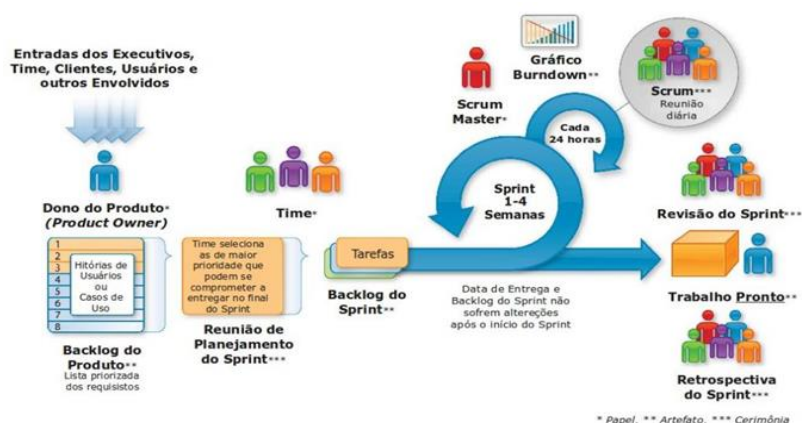 Entradas dos Executivos,
Time, Clientes, Usuários e
outros Envolvidos
Dono do Produto*
(Product Owner)
1
2
3
4
5
6
7
8
Hitórias de
Usuários
ou
Casos de
Uso
Backlog do
Produto**
Lista priorizada
dos requisistos
Time*
Time seleciona
as de maior
prioridade que
podem se
comprometer a
entregar no final
do Sprint
Reunião de
Planejamento
do Sprint***
Tarefas
Backlog do
Sprint**
Scrum
Master*
Gráfico
Burndown**
Cada
24 horas
Scrum***
Reunião
diária
Sprint
1-4
Semanas
Data de Entrega e
Backlog do Sprint não
sofrem altereções
após o início do Sprint
Revisão do Sprint***
Trabalho Pronto**
Retrospectiva
do Sprint***
* Papel, ** Artefato, *** Cerimônia